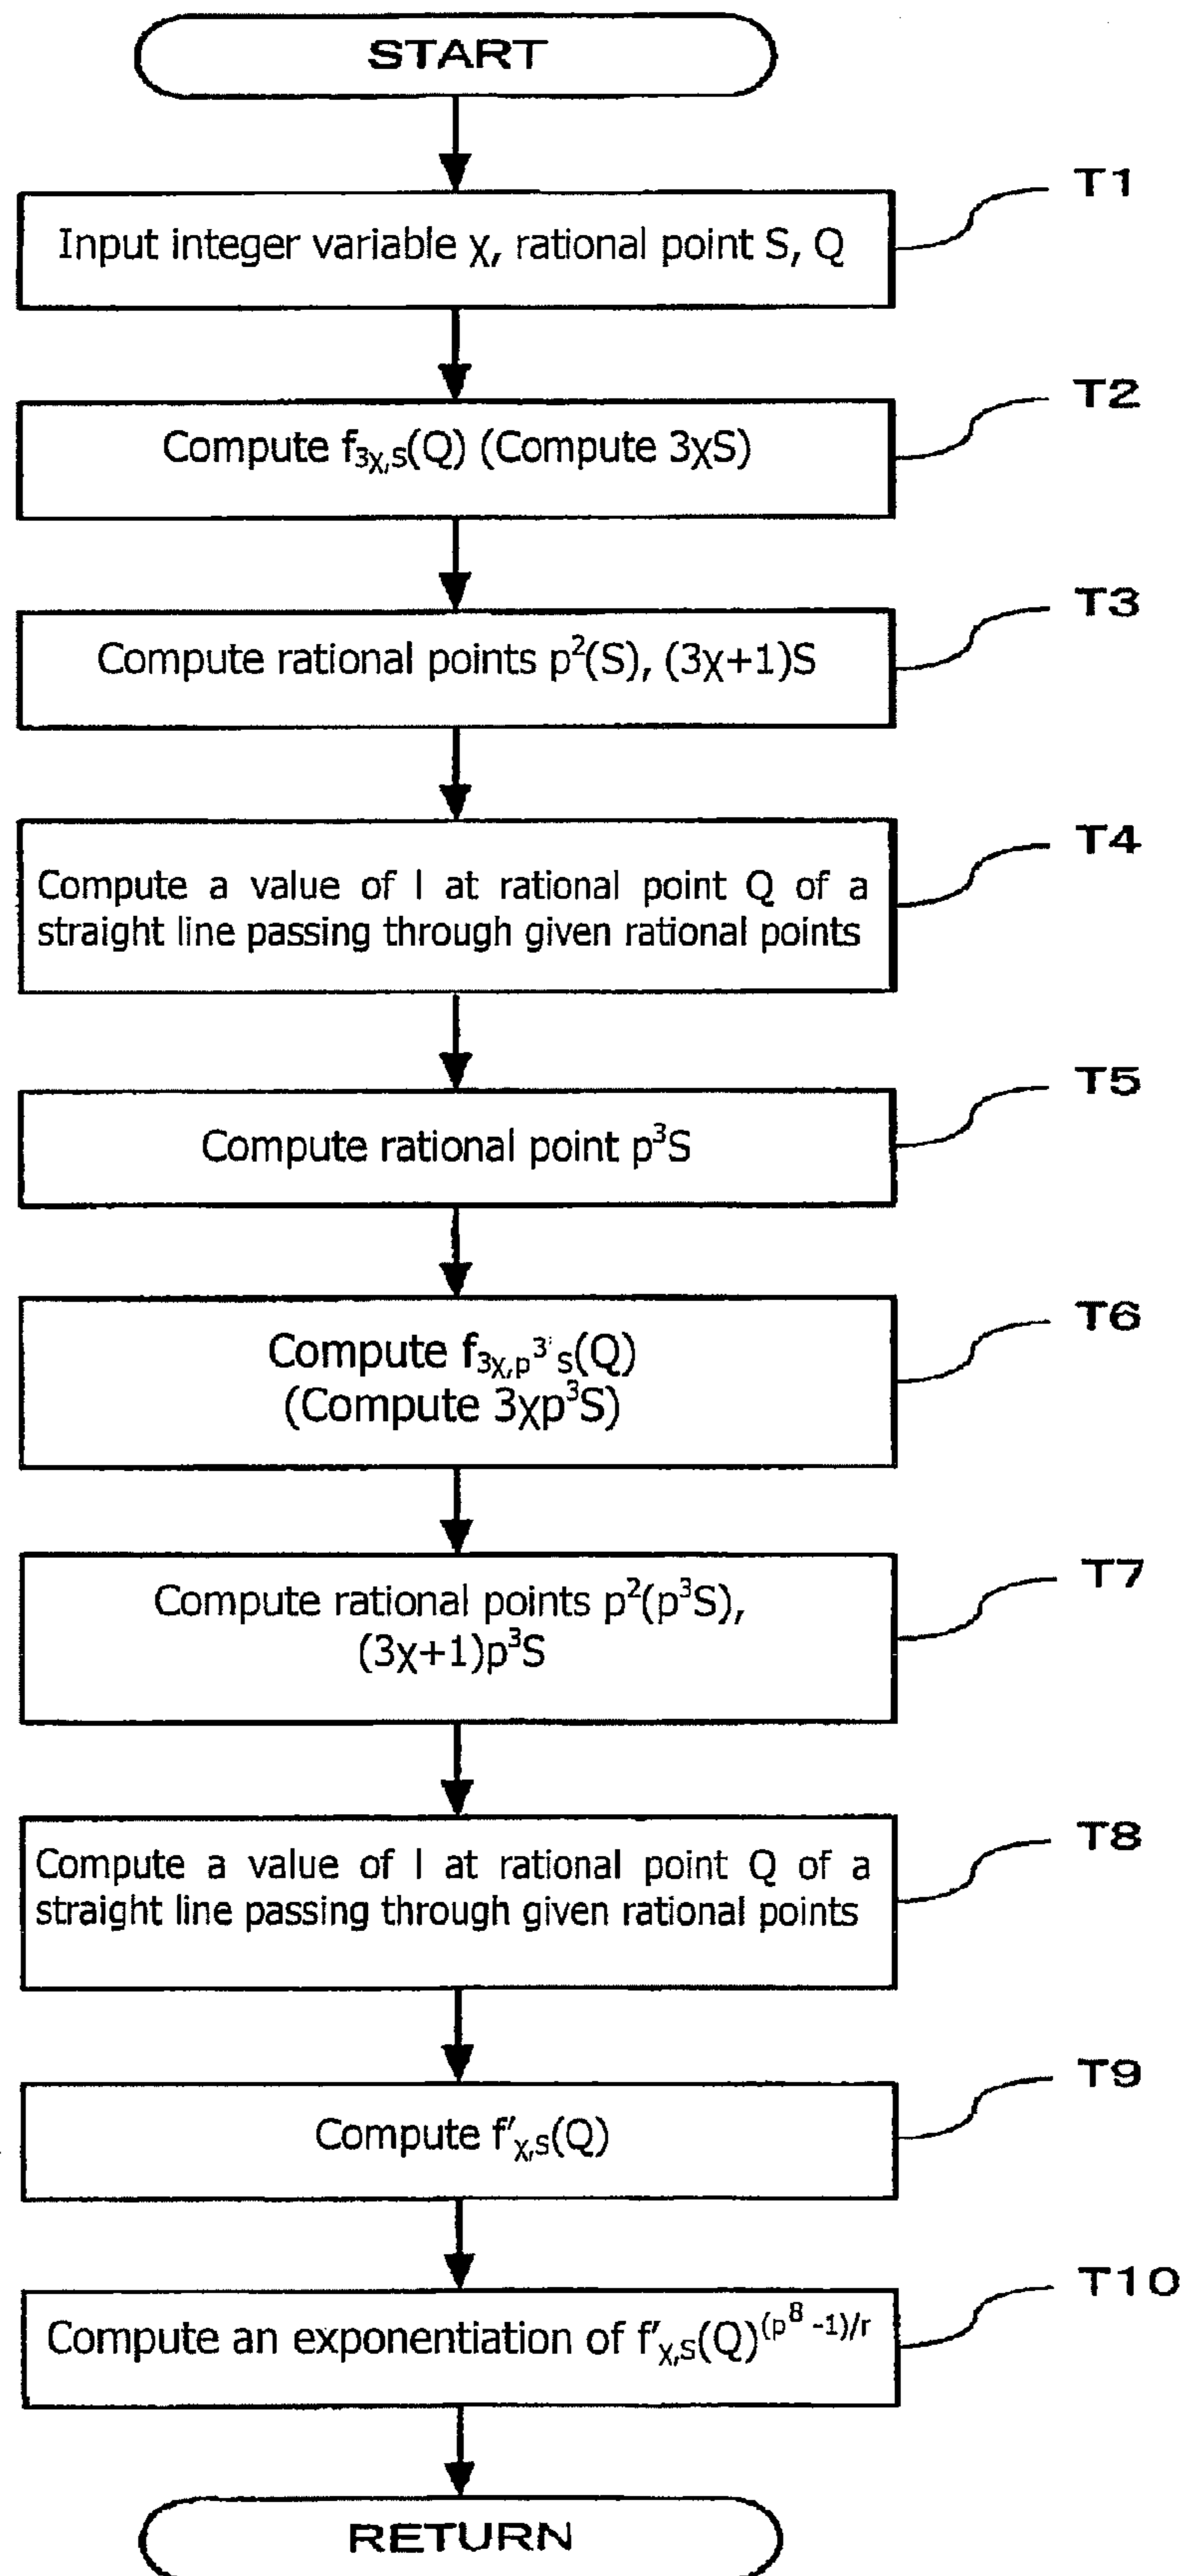 START
T1
Input integer variable χ, rational point S, Q
T2
Compute f₃χ,S(Q) (Compute 3χS)
T3
Compute rational points p²(S), (3χ+1)S
T4
Compute a value of l at rational point Q of a
straight line passing through given rational points
T5
Compute rational point p³S
T6
Compute f₃χ,p³S(Q)
(Compute 3χp³S)
T7
Compute rational points p²(p³S),
(3χ+1)p³S
T8
Compute a value of l at rational point Q of a
straight line passing through given rational points
T9
Compute f′χ,S(Q)
T10
Compute an exponentiation of f′χ,S(Q)^(p⁸ -1)/r
RETURN